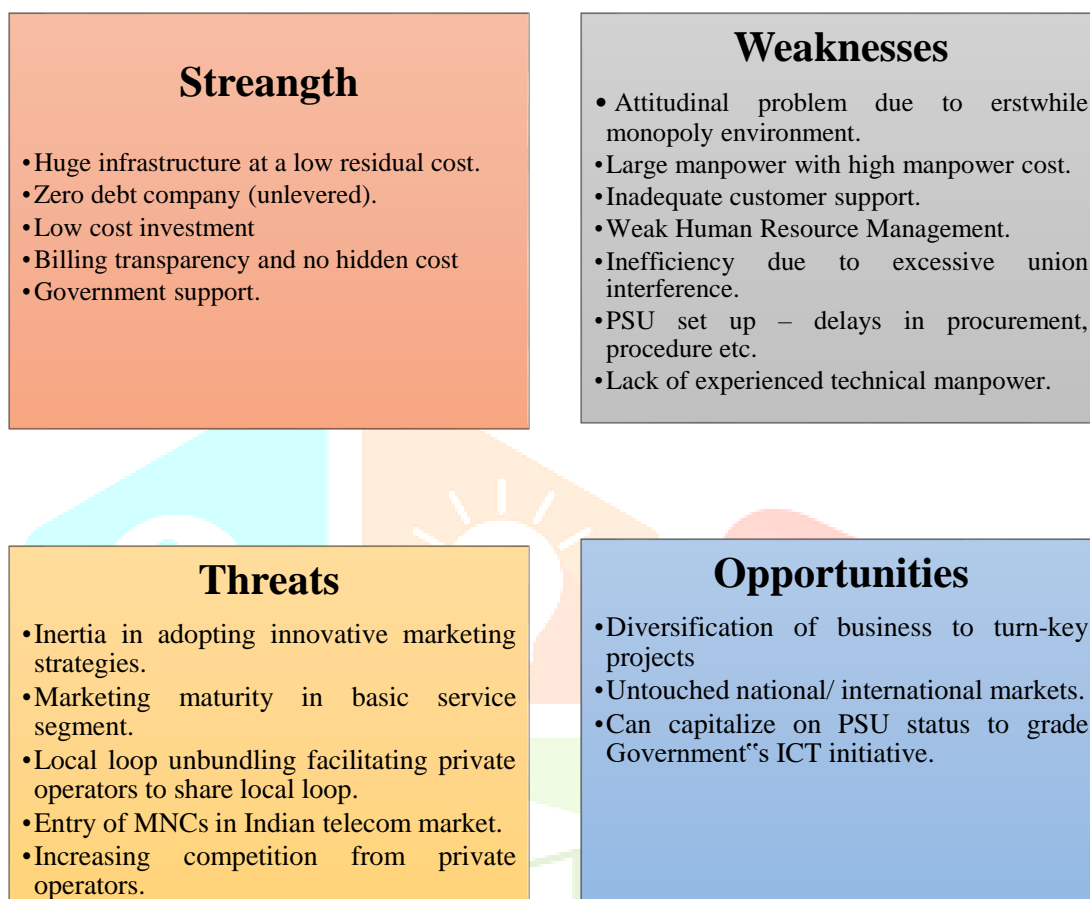 Streangth
•Huge infrastructure at a low residual cost.
•Zero debt company (unlevered).
•Low cost investment
•Billing transparency and no hidden cost
•Government support.
Weaknesses
• Attitudinal problem due to erstwhile
monopoly environment.
•Large manpower with high manpower cost.
•Inadequate customer support.
•Weak Human Resource Management.
•Inefficiency due to excessive union
interference.
•PSU set up – delays in procurement,
procedure etc.
•Lack of experienced technical manpower.
Threats
•Inertia in adopting innovative marketing
strategies.
•Marketing maturity in basic service
segment.
•Local loop unbundling facilitating private
operators to share local loop.
•Entry of MNCs in Indian telecom market.
•Increasing competition from private
operators.
Opportunities
•Diversification of business to turn-key
projects
•Untouched national/ international markets.
•Can capitalize on PSU status to grade
Government‟s ICT initiative.